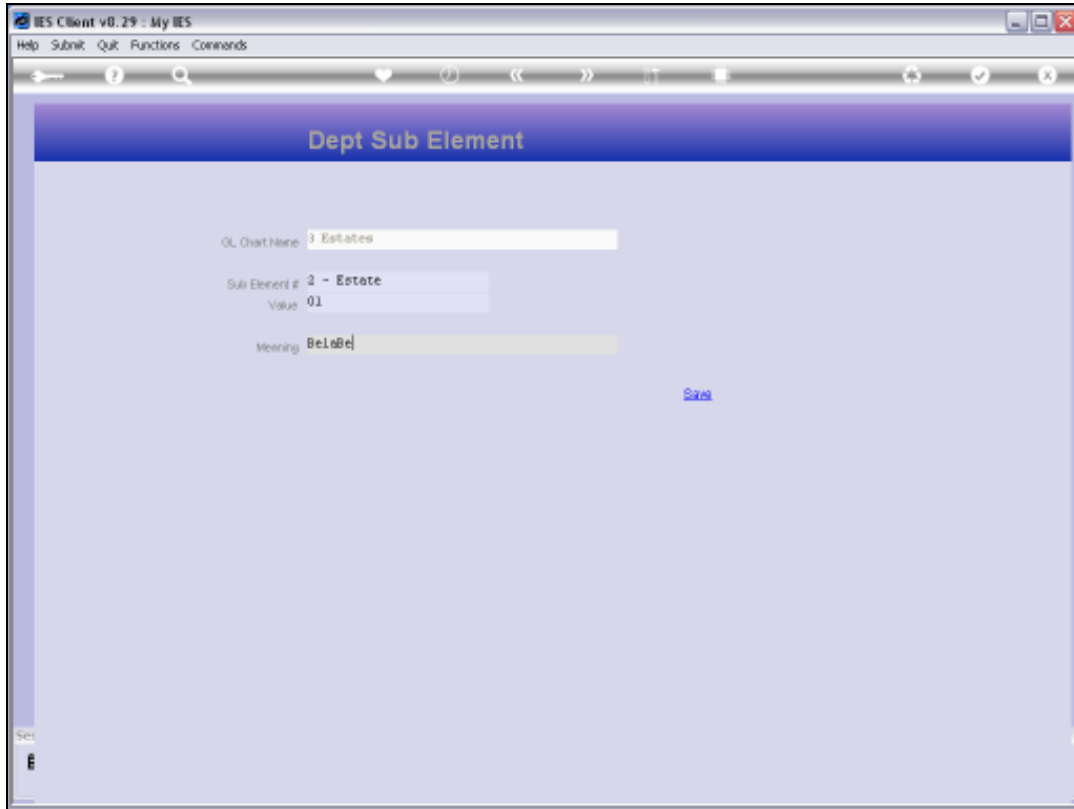 IES Client v8.29 : My IES
Help Submit Quit Functions Commands
Dept Sub Element
GL Chart Name 3 Estates
Sub Element # 2 - Estate
Value 01
Meaning BelaBe
Save
Se